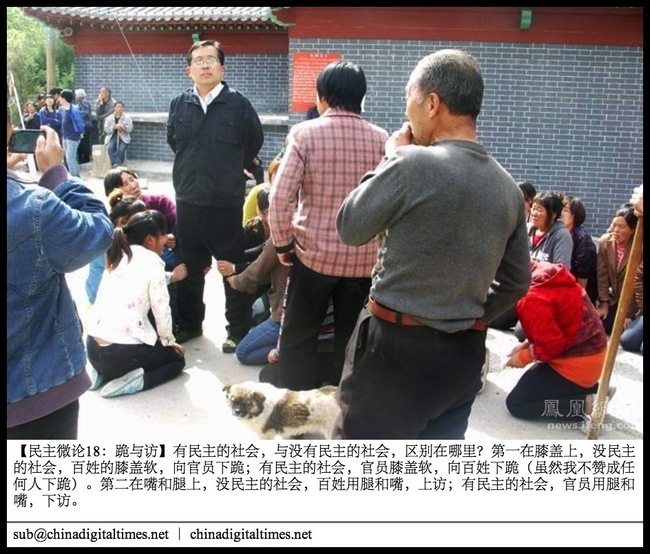 鳳凰網
news.ifeng.com
【民主微论18：跪与访】有民主的社会，与没有民主的社会，区别在哪里？第一在膝盖上，没民主
的社会，百姓的膝盖软，向官员下跪；有民主的社会，官员膝盖软，向百姓下跪（虽然我不赞成任
何人下跪）。第二在嘴和腿上，没民主的社会，百姓用腿和嘴，上访；有民主的社会，官员用腿和
嘴，下访。
sub@chinadigitaltimes.net | chinadigitaltimes.net